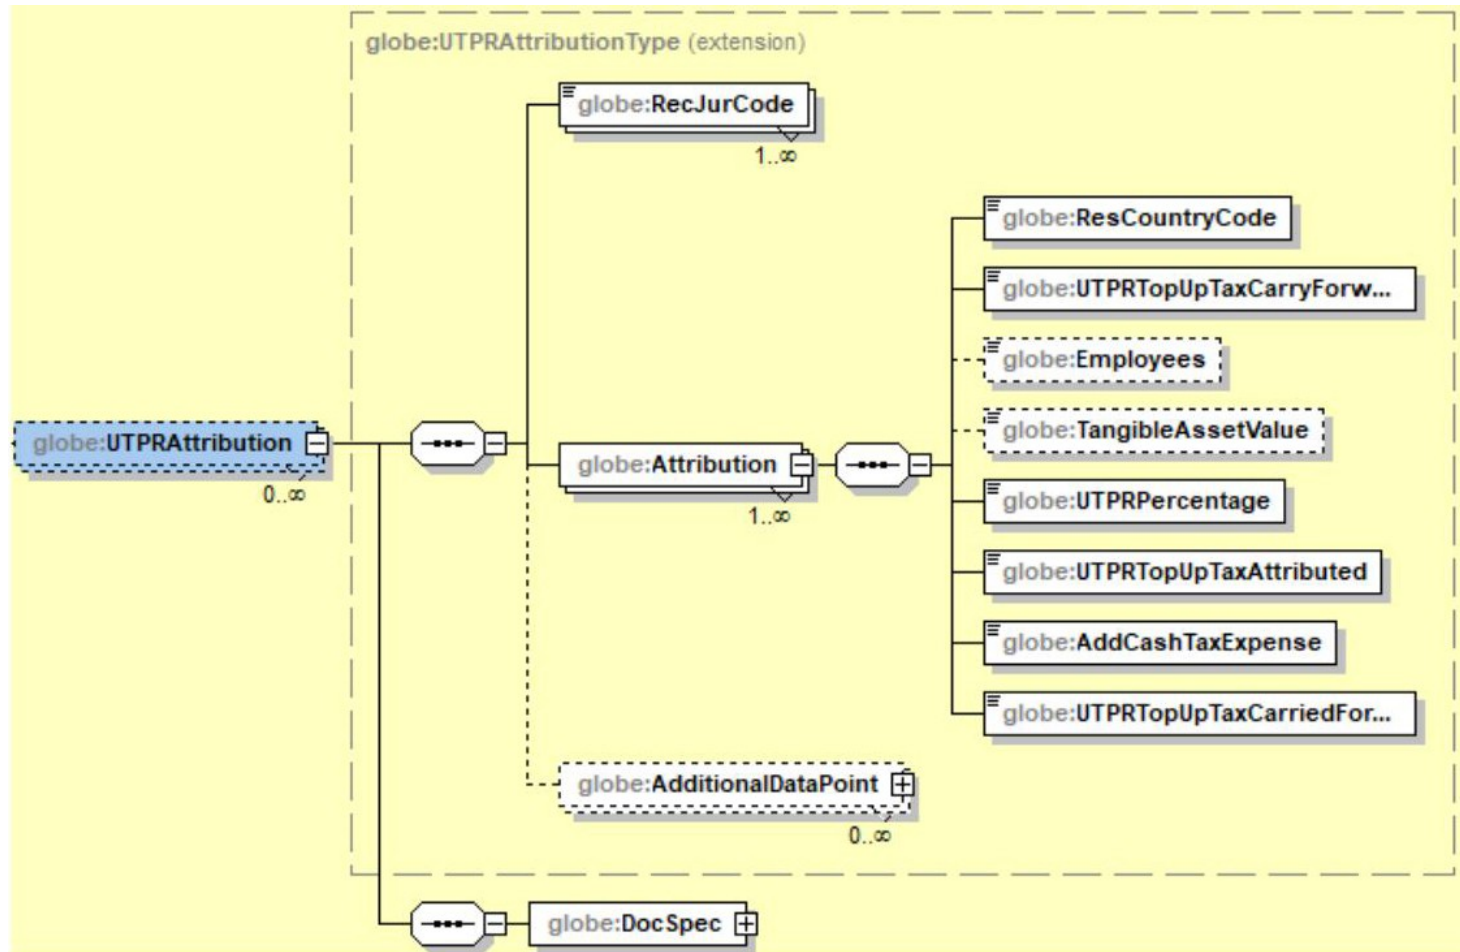 globe:UTPRAttributionType (extension)
globe:RecJurCode
1..∞
globe:ResCountryCode
globe:UTPRTopUpTaxCarryForw...
globe:Employees
globe:TangibleAssetValue
globe:UTPRAttribution
0..∞
globe:Attribution
1..∞
globe:UTPRPercentage
globe:UTPRTopUpTaxAttributed
globe:AddCashTaxExpense
globe:UTPRTopUpTaxCarriedFor...
globe:AdditionalDataPoint
0..∞
globe:DocSpec